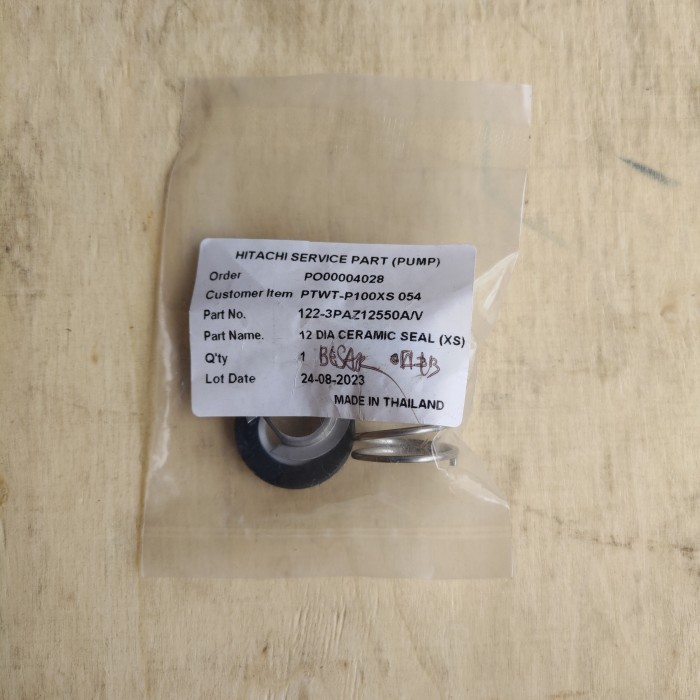 HITACHI SERVICE PART (PUMP)
Order PO00004028
Customer Item PTWT-P100XS 054
Part No. 122-3PAZ12550A/V
Part Name. 12 DIA CERAMIC SEAL (XS)
Q'ty 1 BESAR
Lot Date 24-08-2023
MADE IN THAILAND